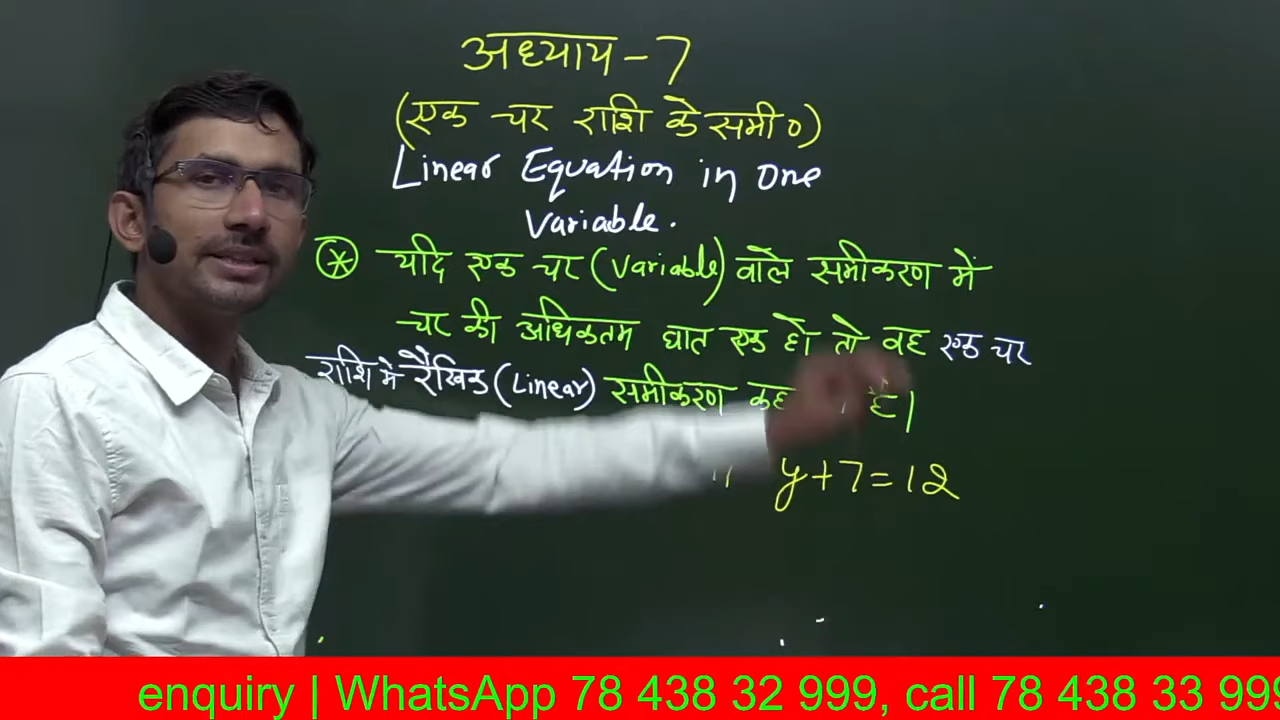 अध्याय - 7
(एक चर राशि के समी०)
Linear Equation in One
Variable.
* यदि एक चर (Variable) वाले समीकरण में
चर की अधिकतम घात एक हो तो वह एक चर
राशि में रैखिक (Linear) समीकरण है।
y+7=12
enquiry | WhatsApp 78 438 32 999, call 78 438 33 999